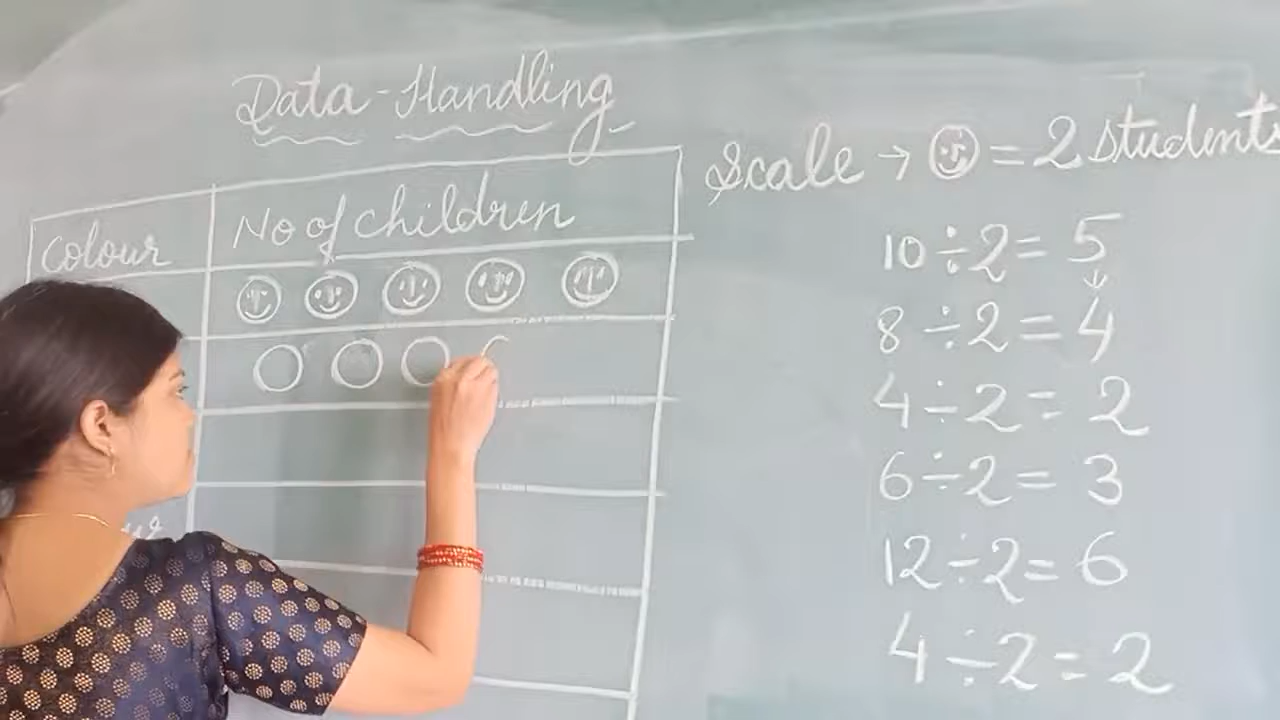 Data-Handling
Colour
No of children
Scale → ☺ = 2 Students
10 ÷ 2 = 5
↓
8 ÷ 2 = 4
4 ÷ 2 = 2
6 ÷ 2 = 3
12 ÷ 2 = 6
4 ÷ 2 = 2